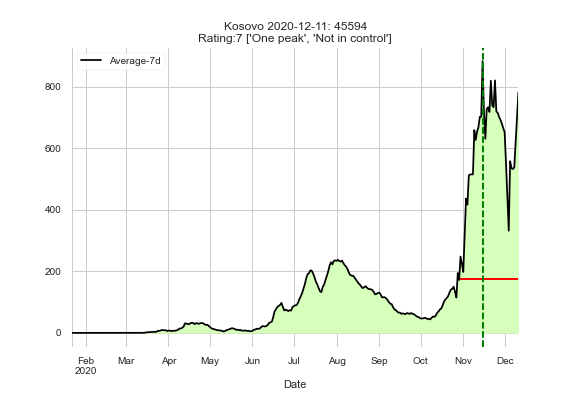 Kosovo 2020-12-11: 45594
Rating:7 ['One peak', 'Not in control']
Average-7d
800
600
400
200
0
Feb Mar Apr May Jun Jul Aug Sep Oct Nov Dec
2020
Date